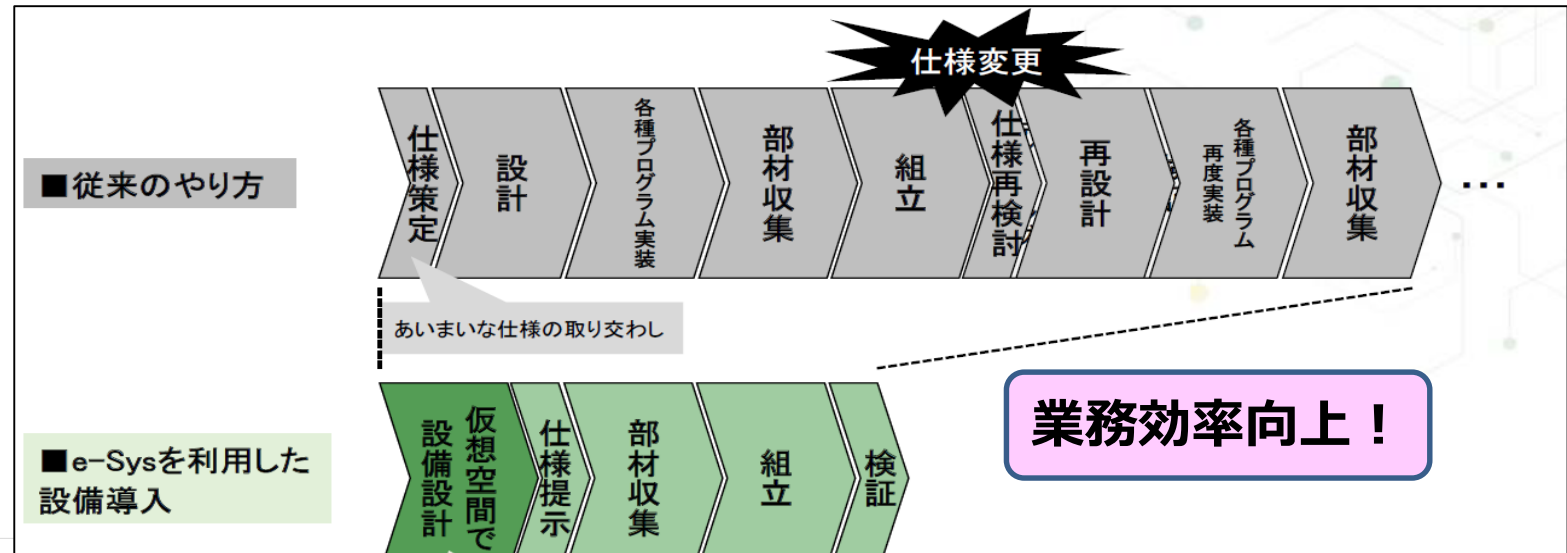 仕様変更
■従来のやり方
仕様策定
設計
各種プログラム実装
部材収集
組立
仕様再検討
再設計
各種プログラム
再度実装
部材収集
...
あいまいな仕様の取り交わし
業務効率向上!
■e-Sysを利用した
設備導入
仮想空間で
設備設計
仕様提示
部材収集
組立
検証